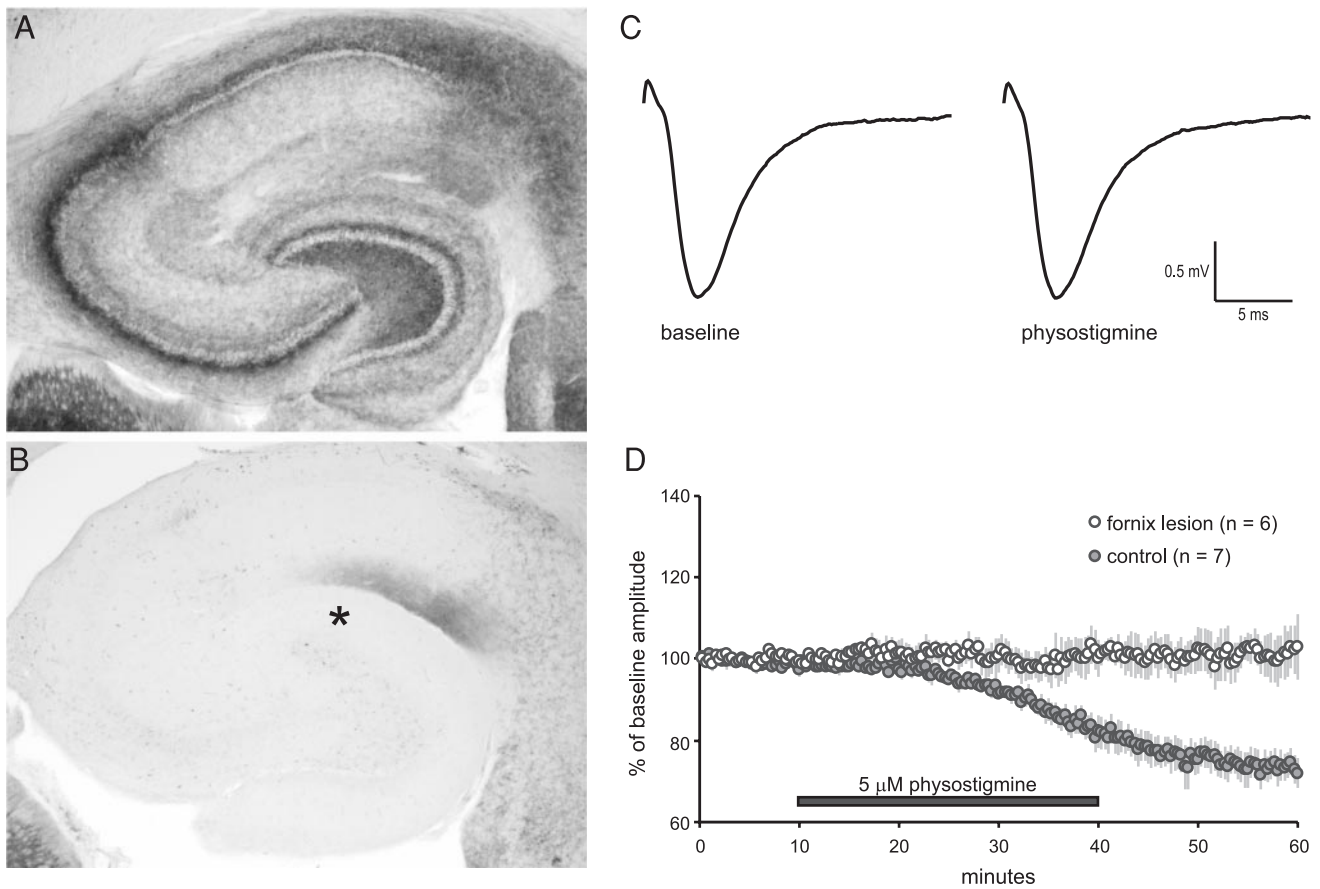 A
B
*
C
baseline
physostigmine
0.5 mV
5 ms
D
% of baseline amplitude
140
120
100
80
60
fornix lesion (n = 6)
control (n = 7)
5 μM physostigmine
0 10 20 30 40 50 60
minutes